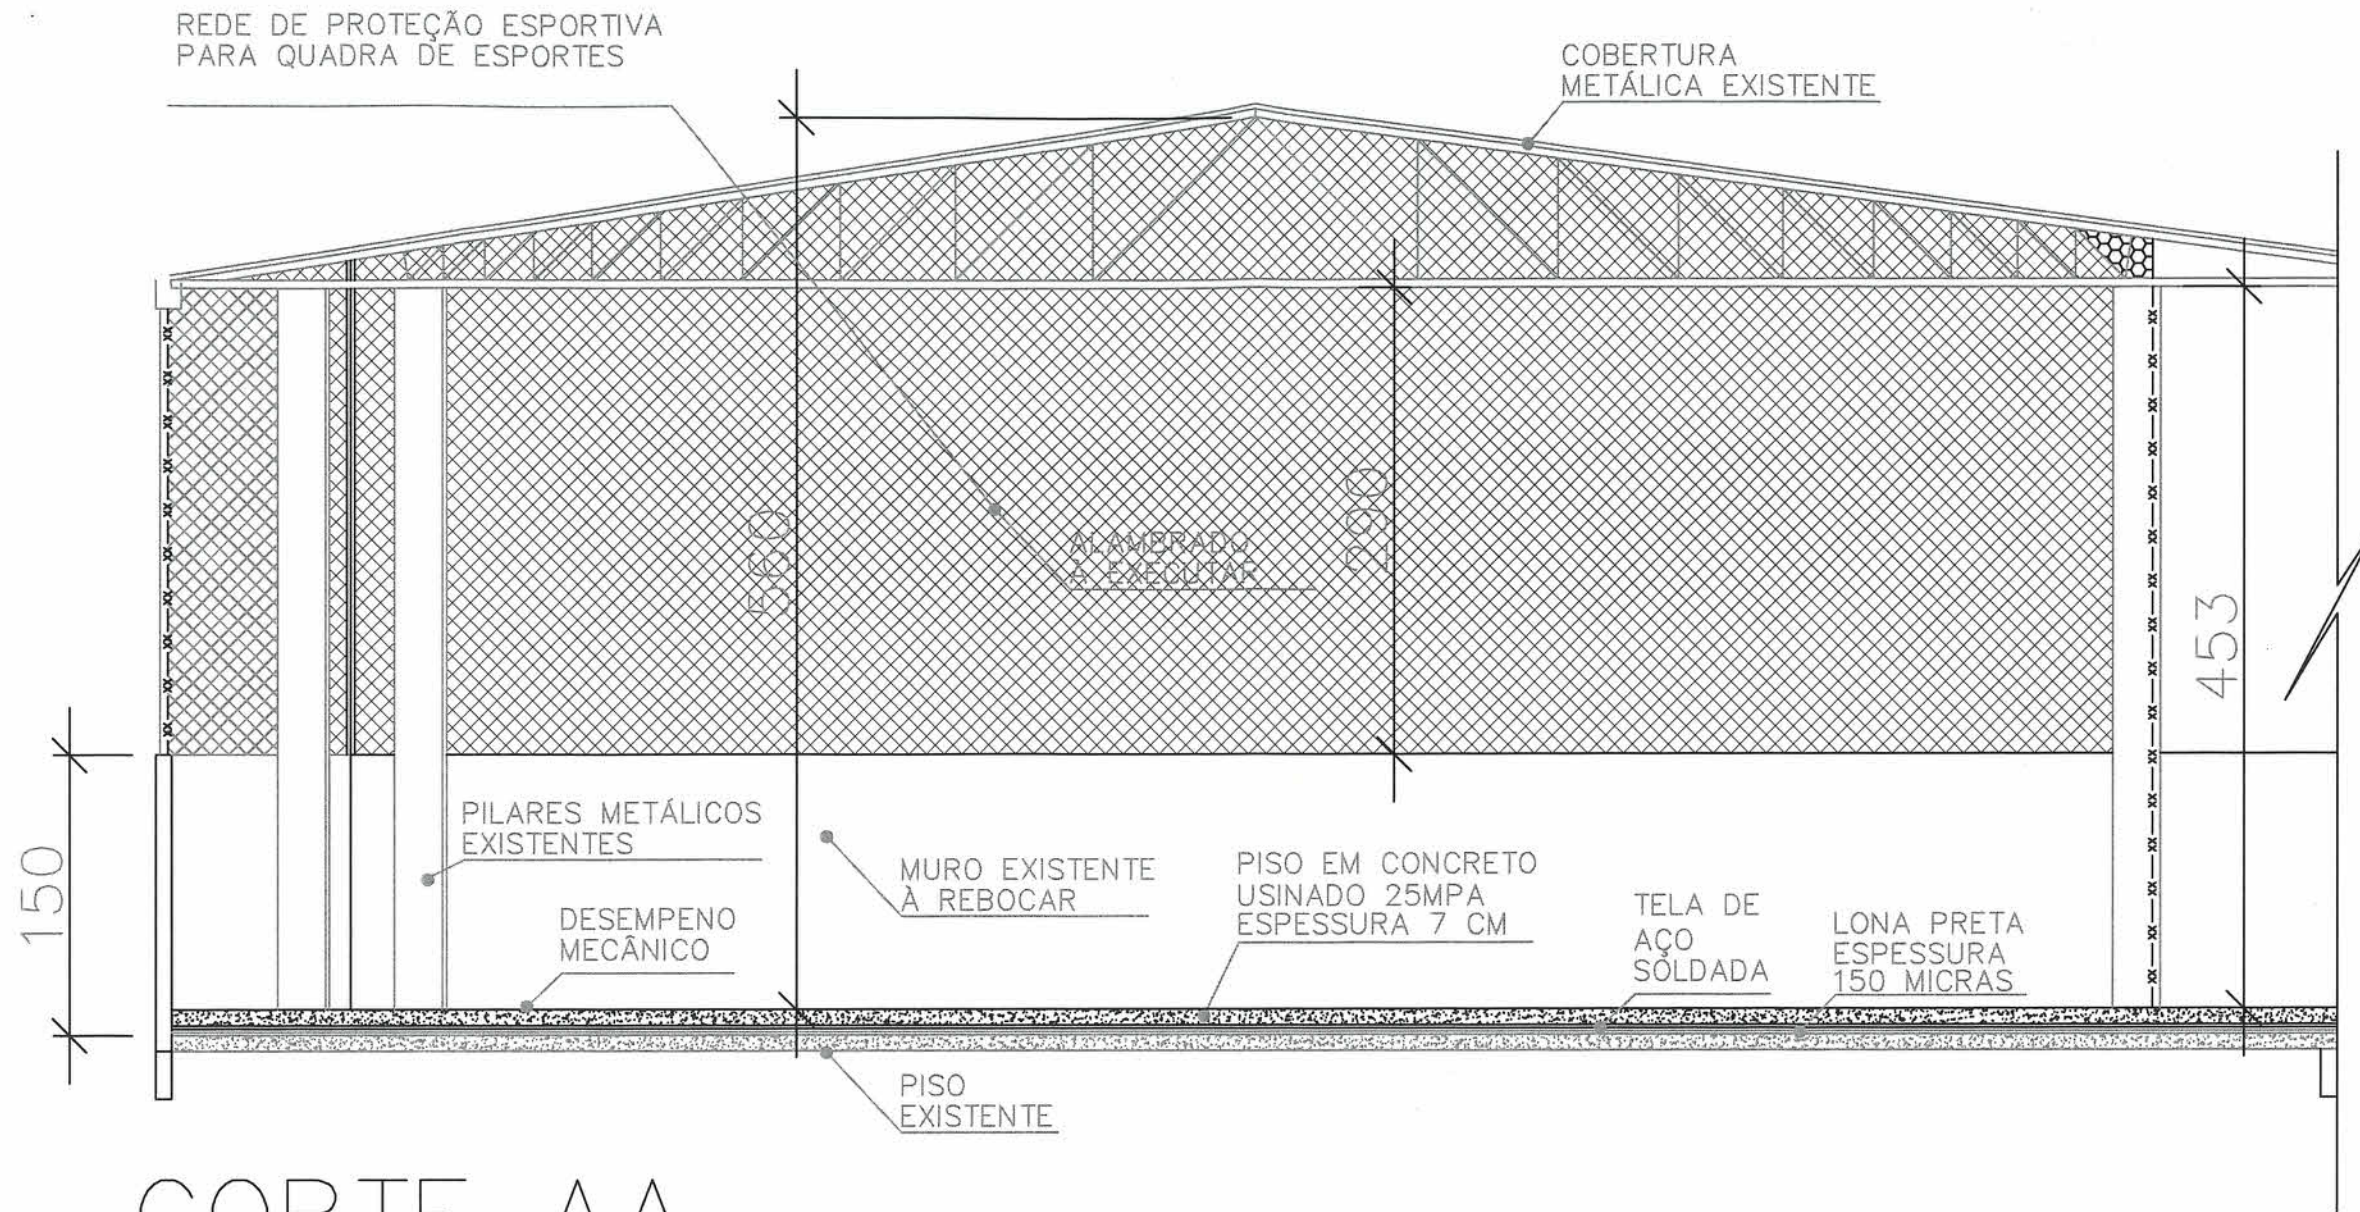 REDE DE PROTEÇÃO ESPORTIVA
PARA QUADRA DE ESPORTES
COBERTURA
METÁLICA EXISTENTE
560
290
ALAMBRADO
À EXECUTAR
453
150
PILARES METÁLICOS
EXISTENTES
MURO EXISTENTE
À REBOCAR
PISO EM CONCRETO
USINADO 25MPA
ESPESSURA 7 CM
DESEMPENO
MECÂNICO
TELA DE
AÇO
SOLDADA
LONA PRETA
ESPESSURA
150 MICRAS
PISO
EXISTENTE
CORTE AA